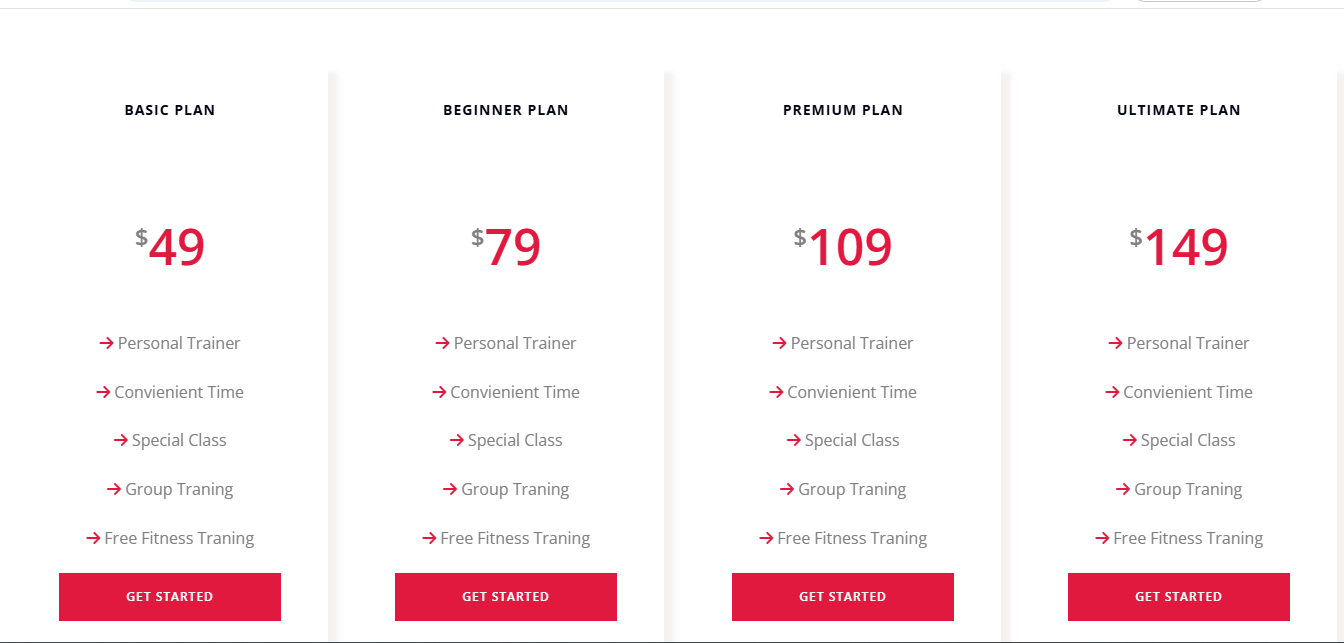 BASIC PLAN
$49
Personal Trainer
Convienient Time
Special Class
Group Traning
Free Fitness Traning
GET STARTED
BEGINNER PLAN
$79
Personal Trainer
Convienient Time
Special Class
Group Traning
Free Fitness Traning
GET STARTED
PREMIUM PLAN
$109
Personal Trainer
Convienient Time
Special Class
Group Traning
Free Fitness Traning
GET STARTED
ULTIMATE PLAN
$149
Personal Trainer
Convienient Time
Special Class
Group Traning
Free Fitness Traning
GET STARTED